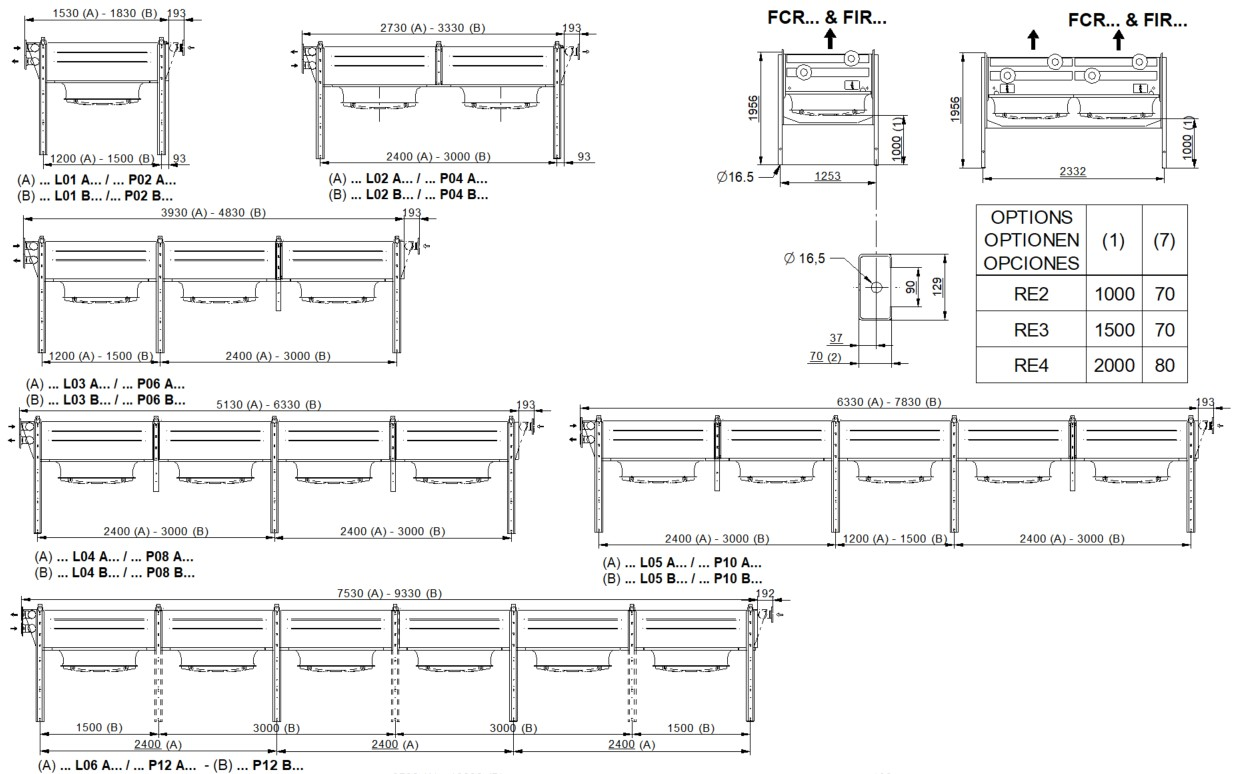 1530 (A) - 1830 (B) 193
1200 (A) - 1500 (B) 93
(A) ... L01 A... / ... P02 A...
(B) ... L01 B... /... P02 B...
2730 (A) - 3330 (B) 193
2400 (A) - 3000 (B) 93
(A) ... L02 A... / ... P04 A...
(B) ... L02 B... / ... P04 B...
FCR... & FIR...
1956
1000 (1)
Ø16.5
1253
FCR... & FIR...
1956
1000 (1)
2332
Ø 16,5
90
129
37
70 (2)
OPTIONS
OPTIONEN (1) (7)
OPCIONES
RE2 1000 70
RE3 1500 70
RE4 2000 80
3930 (A) - 4830 (B) 193
1200 (A) - 1500 (B) 2400 (A) - 3000 (B)
(A) ... L03 A... / ... P06 A...
(B) ... L03 B... / ... P06 B...
5130 (A) - 6330 (B) 193
2400 (A) - 3000 (B) 2400 (A) - 3000 (B)
(A) ... L04 A... / ... P08 A...
(B) ... L04 B... / ... P08 B...
6330 (A) - 7830 (B) 193
2400 (A) - 3000 (B) 1200 (A) - 1500 (B) 2400 (A) - 3000 (B)
(A) ... L05 A... / ... P10 A...
(B) ... L05 B... / ... P10 B...
7530 (A) - 9330 (B) 192
1500 (B) 3000 (B) 3000 (B) 1500 (B)
2400 (A) 2400 (A) 2400 (A)
(A) ... L06 A... / ... P12 A... - (B) ... P12 B...